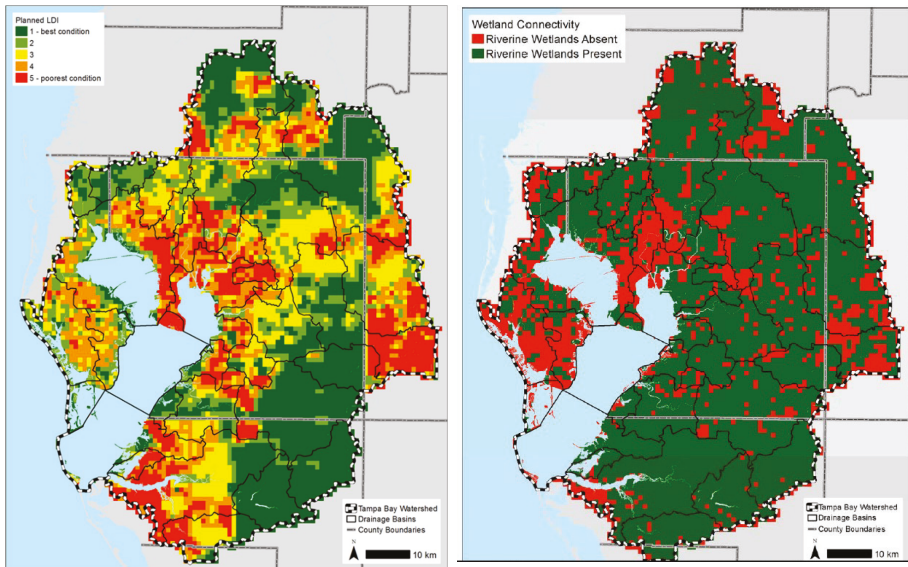 Planned LDI
1 - best condition
2
3
4
5 - poorest condition
Tampa Bay Watershed
Drainage Basins
County Boundaries
N
10 km
Wetland Connectivity
Riverine Wetlands Absent
Riverine Wetlands Present
Tampa Bay Watershed
Drainage Basins
County Boundaries
N
10 km